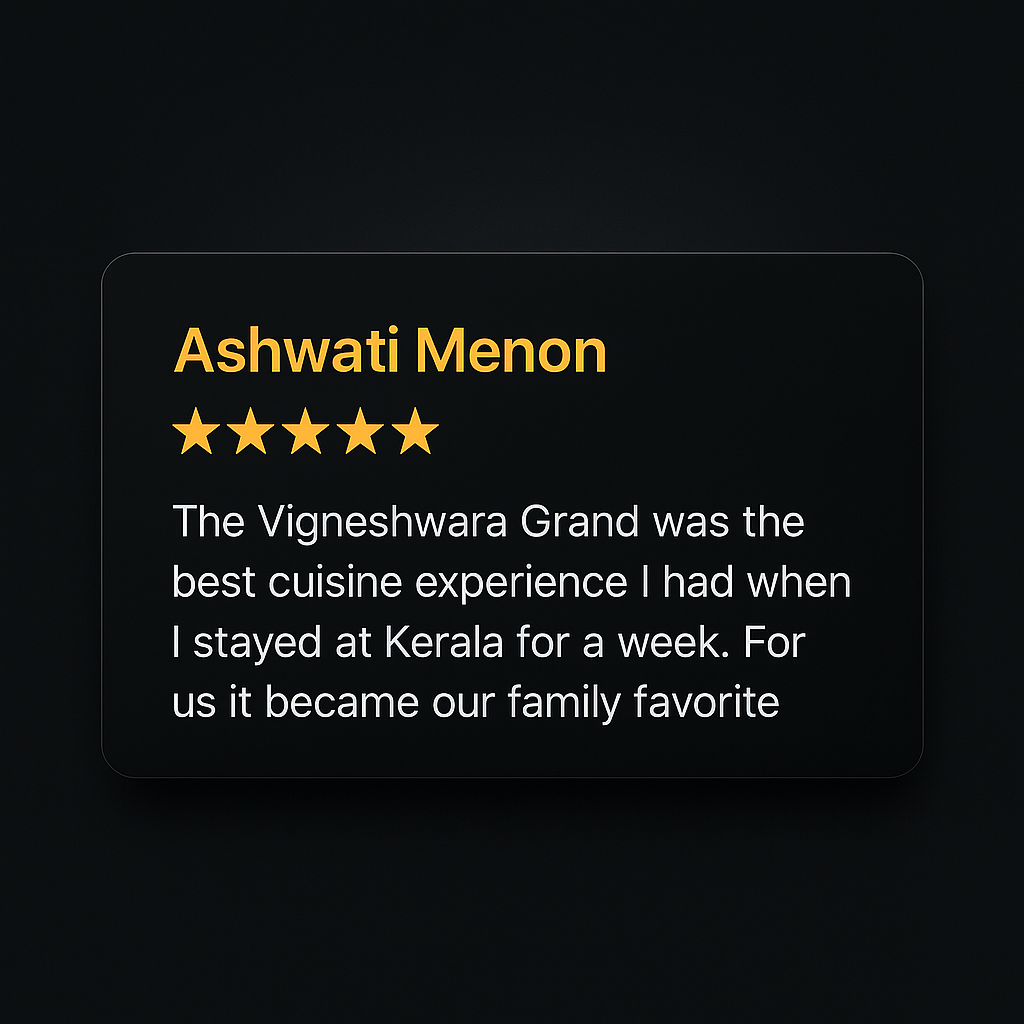 Ashwati Menon
★★★★★
The Vigneshwara Grand was the
best cuisine experience I had when
I stayed at Kerala for a week. For
us it became our family favorite